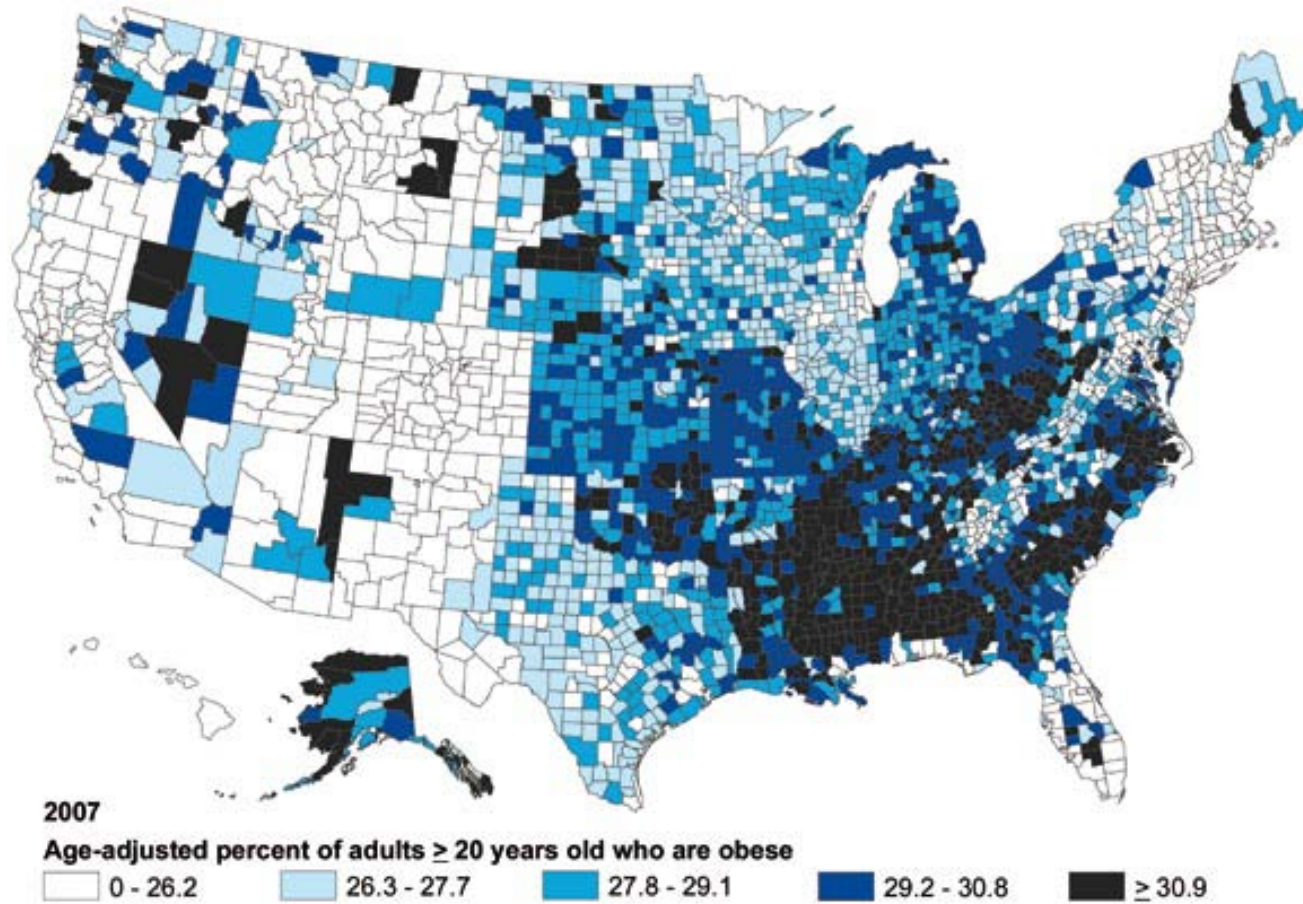 2007
Age-adjusted percent of adults ≥ 20 years old who are obese
0 - 26.2 26.3 - 27.7 27.8 - 29.1 29.2 - 30.8 ≥ 30.9